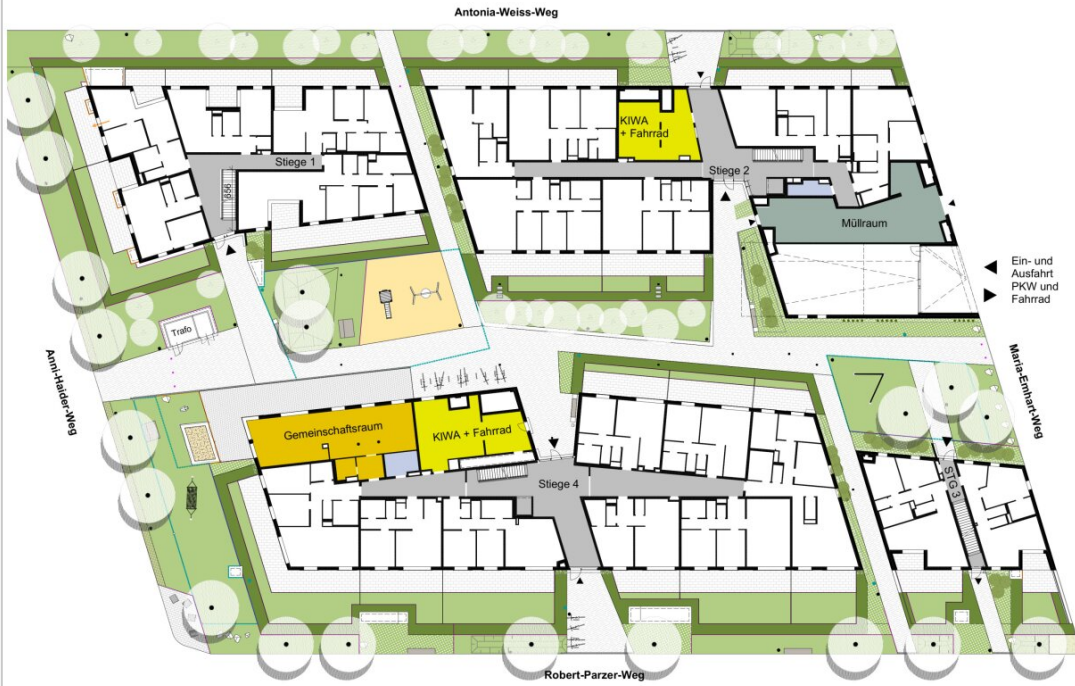 Antonia-Weiss-Weg
KIWA
+ Fahrrad
Stiege 1
656
Stiege 2
Müllraum
Ein- und
Ausfahrt
PKW und
Fahrrad
Trafo
Anni-Haider-Weg
Maria-Emhart-Weg
Gemeinschaftsraum
KIWA + Fahrrad
Stiege 4
STG 3
Robert-Parzer-Weg